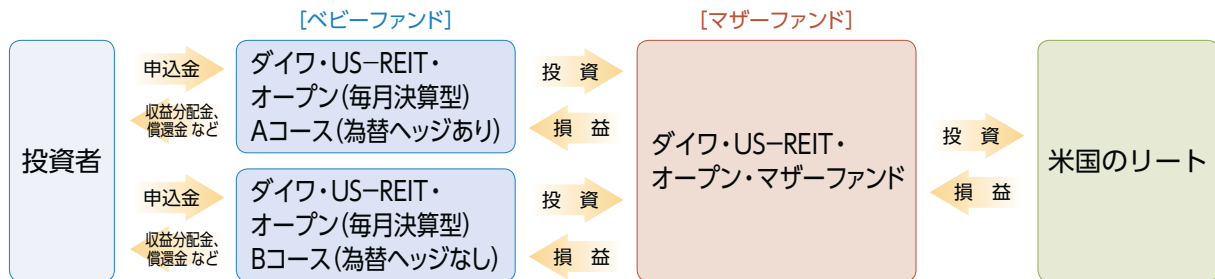 [ベビーファンド]
[マザーファンド]
投資者
申込金
収益分配金、
償還金 など
ダイワ・US−REIT・
オープン(毎月決算型)
Aコース(為替ヘッジあり)
投 資
損 益
申込金
収益分配金、
償還金 など
ダイワ・US−REIT・
オープン(毎月決算型)
Bコース(為替ヘッジなし)
投 資
損 益
ダイワ・US−REIT・
オープン・マザーファンド
投 資
損 益
米国のリート